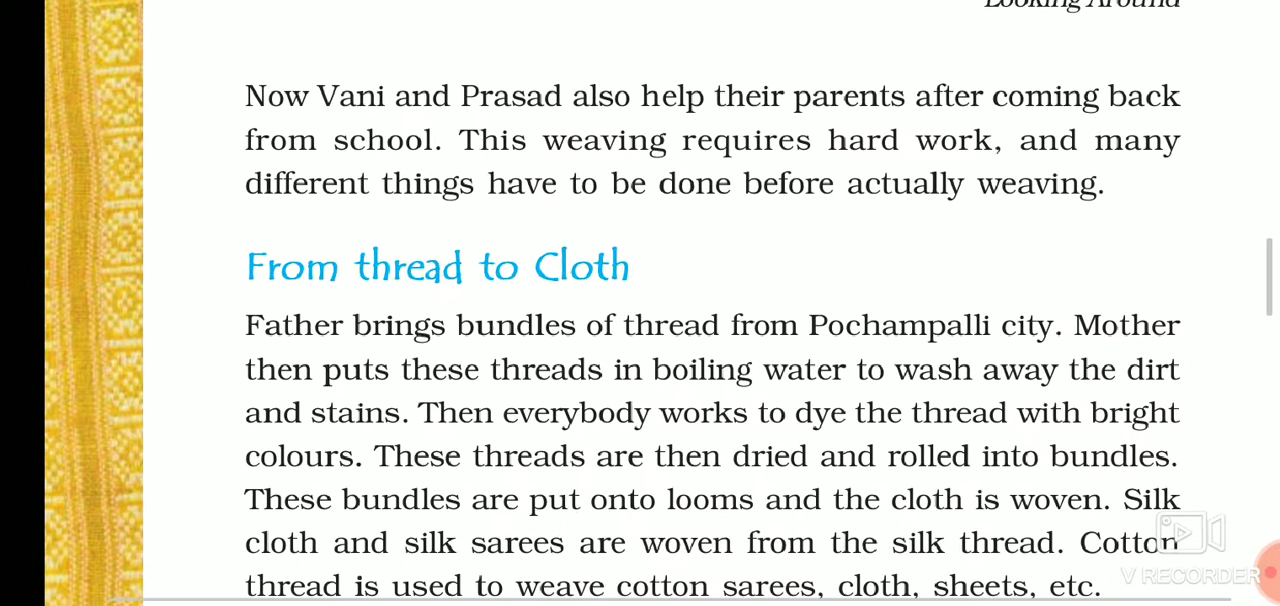 Looking Around
Now Vani and Prasad also help their parents after coming back
from school. This weaving requires hard work, and many
different things have to be done before actually weaving.
From thread to Cloth
Father brings bundles of thread from Pochampalli city. Mother
then puts these threads in boiling water to wash away the dirt
and stains. Then everybody works to dye the thread with bright
colours. These threads are then dried and rolled into bundles.
These bundles are put onto looms and the cloth is woven. Silk
cloth and silk sarees are woven from the silk thread. Cotton
thread is used to weave cotton sarees, cloth, sheets, etc.
V RECORDER